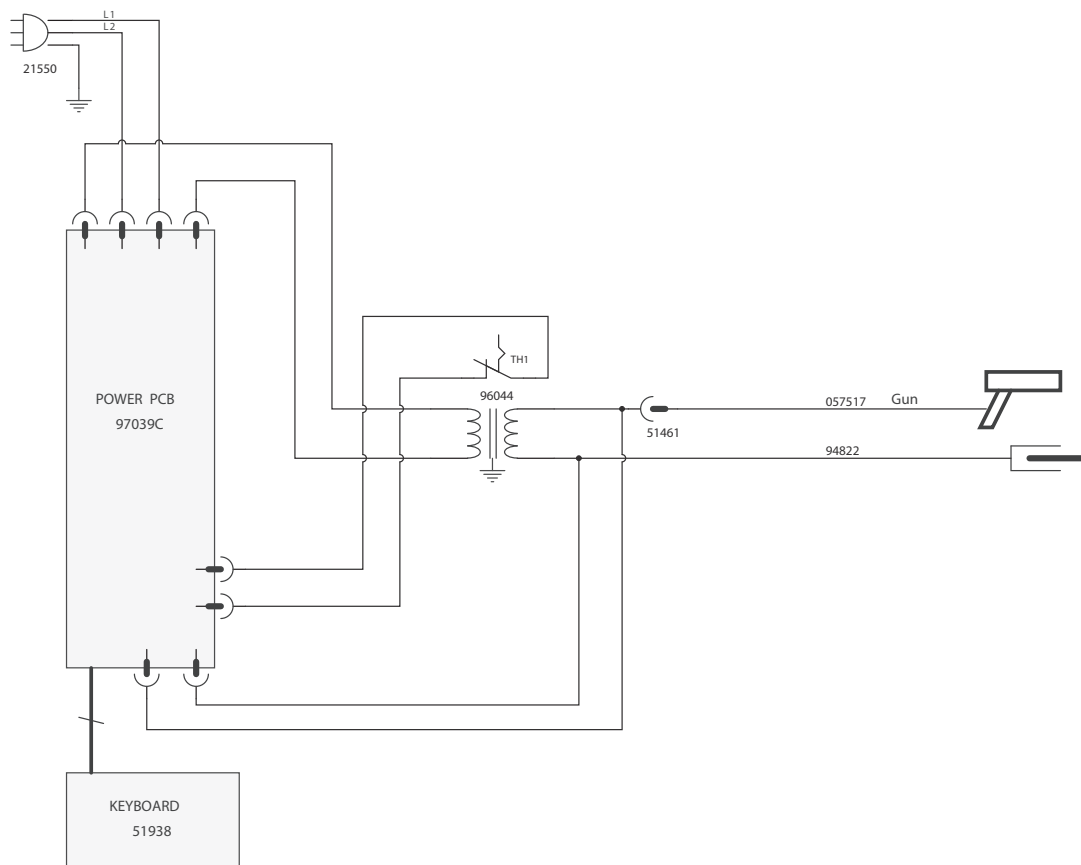 L1
L2
21550
TH1
96044
POWER PCB
97039C
057517 Gun
51461
94822
KEYBOARD
51938